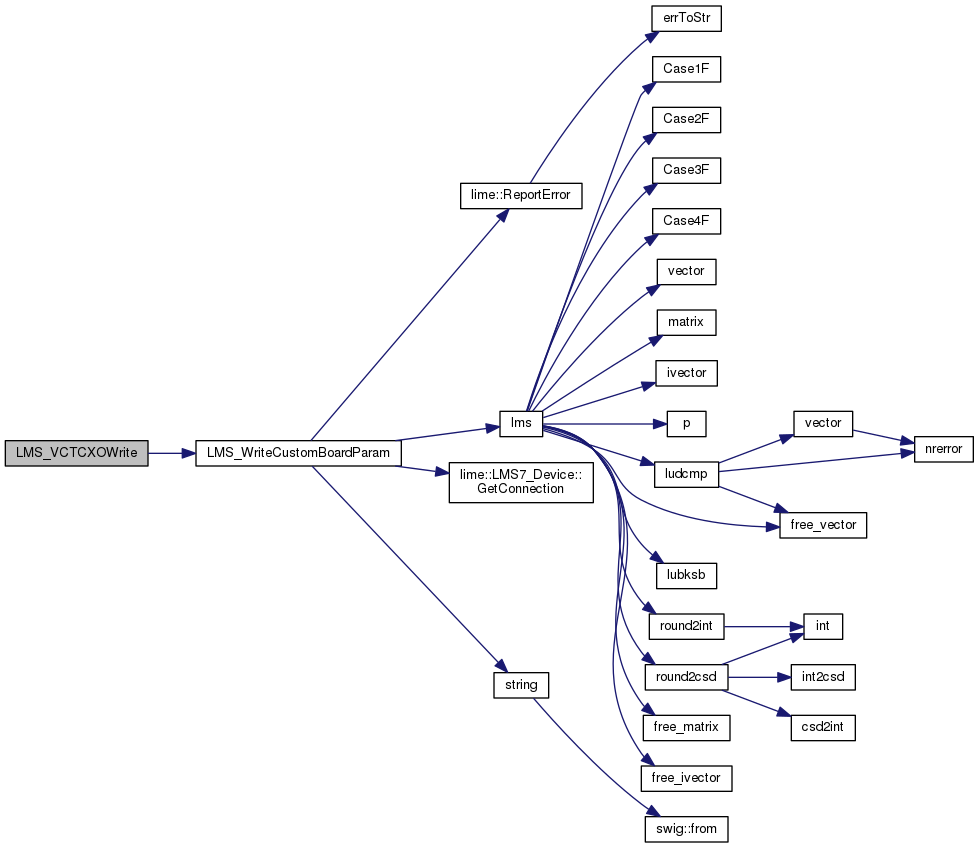 errToStr
Case1F
Case2F
Case3F
lime::ReportError
Case4F
vector
matrix
ivector
lms
p
vector
LMS_VCTCXOWrite
LMS_WriteCustomBoardParam
nrerror
lime::LMS7_Device::
GetConnection
ludcmp
free_vector
lubksb
round2int
int
string
round2csd
int2csd
free_matrix
csd2int
free_ivector
swig::from